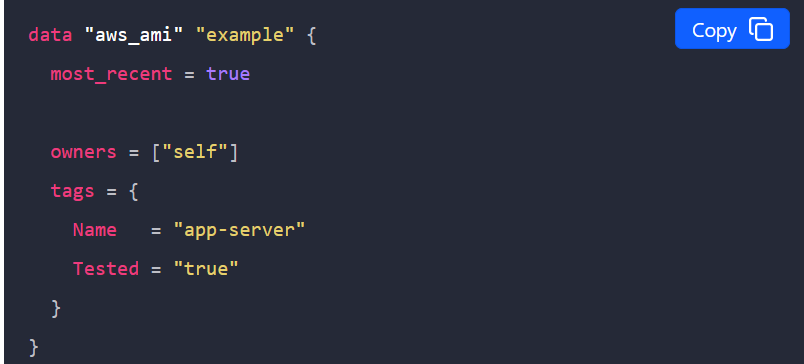 Copy
data "aws_ami" "example" {
  most_recent = true

  owners = ["self"]
  tags = {
    Name   = "app-server"
    Tested = "true"
  }
}